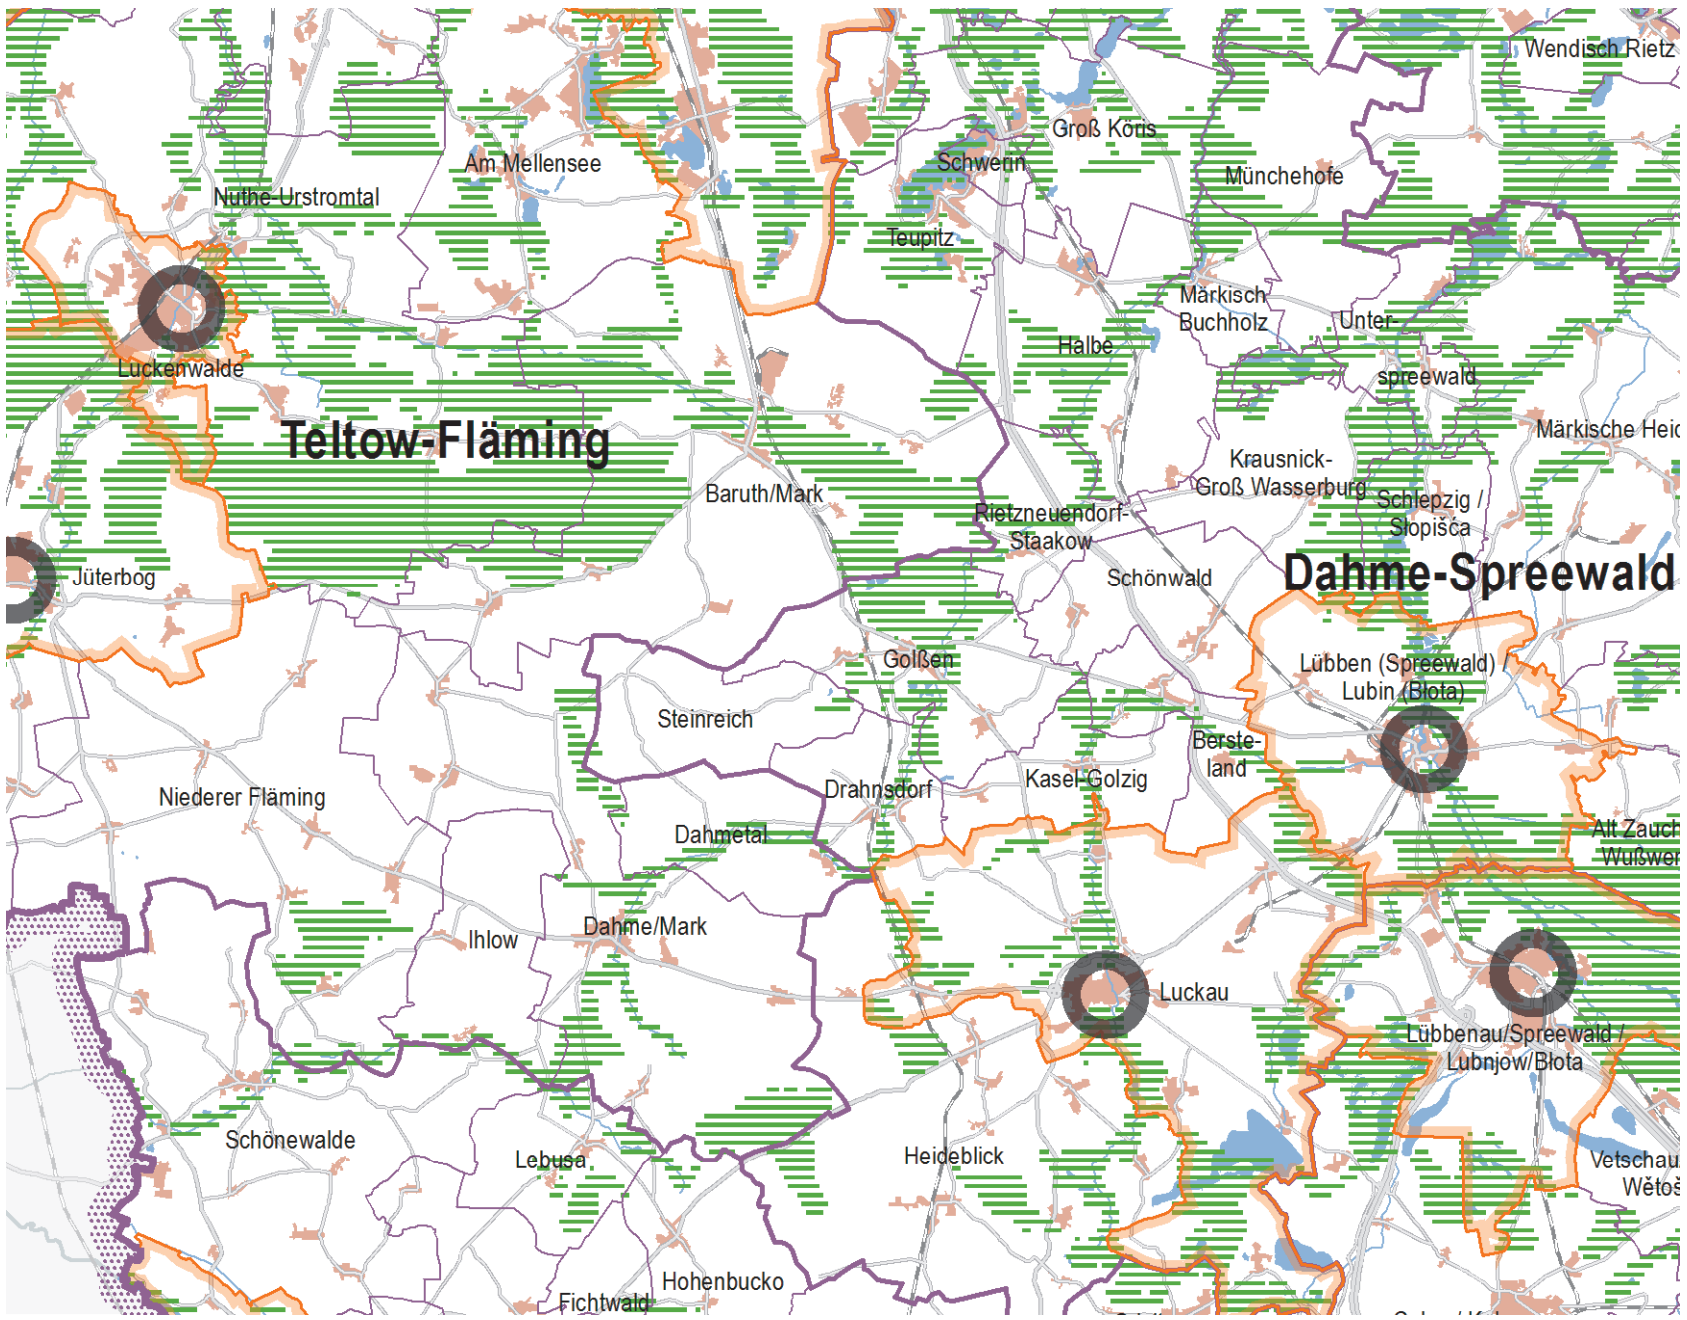 Wendisch Rietz
Groß Köris
Am Mellensee
Schwerin
Münchehofe
Nuthe-Urstromtal
Teupitz
Märkisch
Buchholz
Unter-
spreewald
Halbe
Luckenwalde
Teltow-Fläming
Märkische Heid
Krausnick-
Groß Wasserburg
Baruth/Mark
Schlepzig /
Słopišća
Rietzneuendorf-
Staakow
Jüterbog
Schönwald
Dahme-Spreewald
Golßen
Lübben (Spreewald) /
Lubin (Błota)
Steinreich
Berste-
land
Kasel-Golzig
Drahnsdorf
Niederer Fläming
Dahmetal
Alt Zauch
Wußwer
Dahme/Mark
Ihlow
Luckau
Lübbenau/Spreewald /
Lubnjow/Błota
Schönewalde
Lebusa
Heideblick
Vetschau
Wětoš
Hohenbucko
Fichtwald